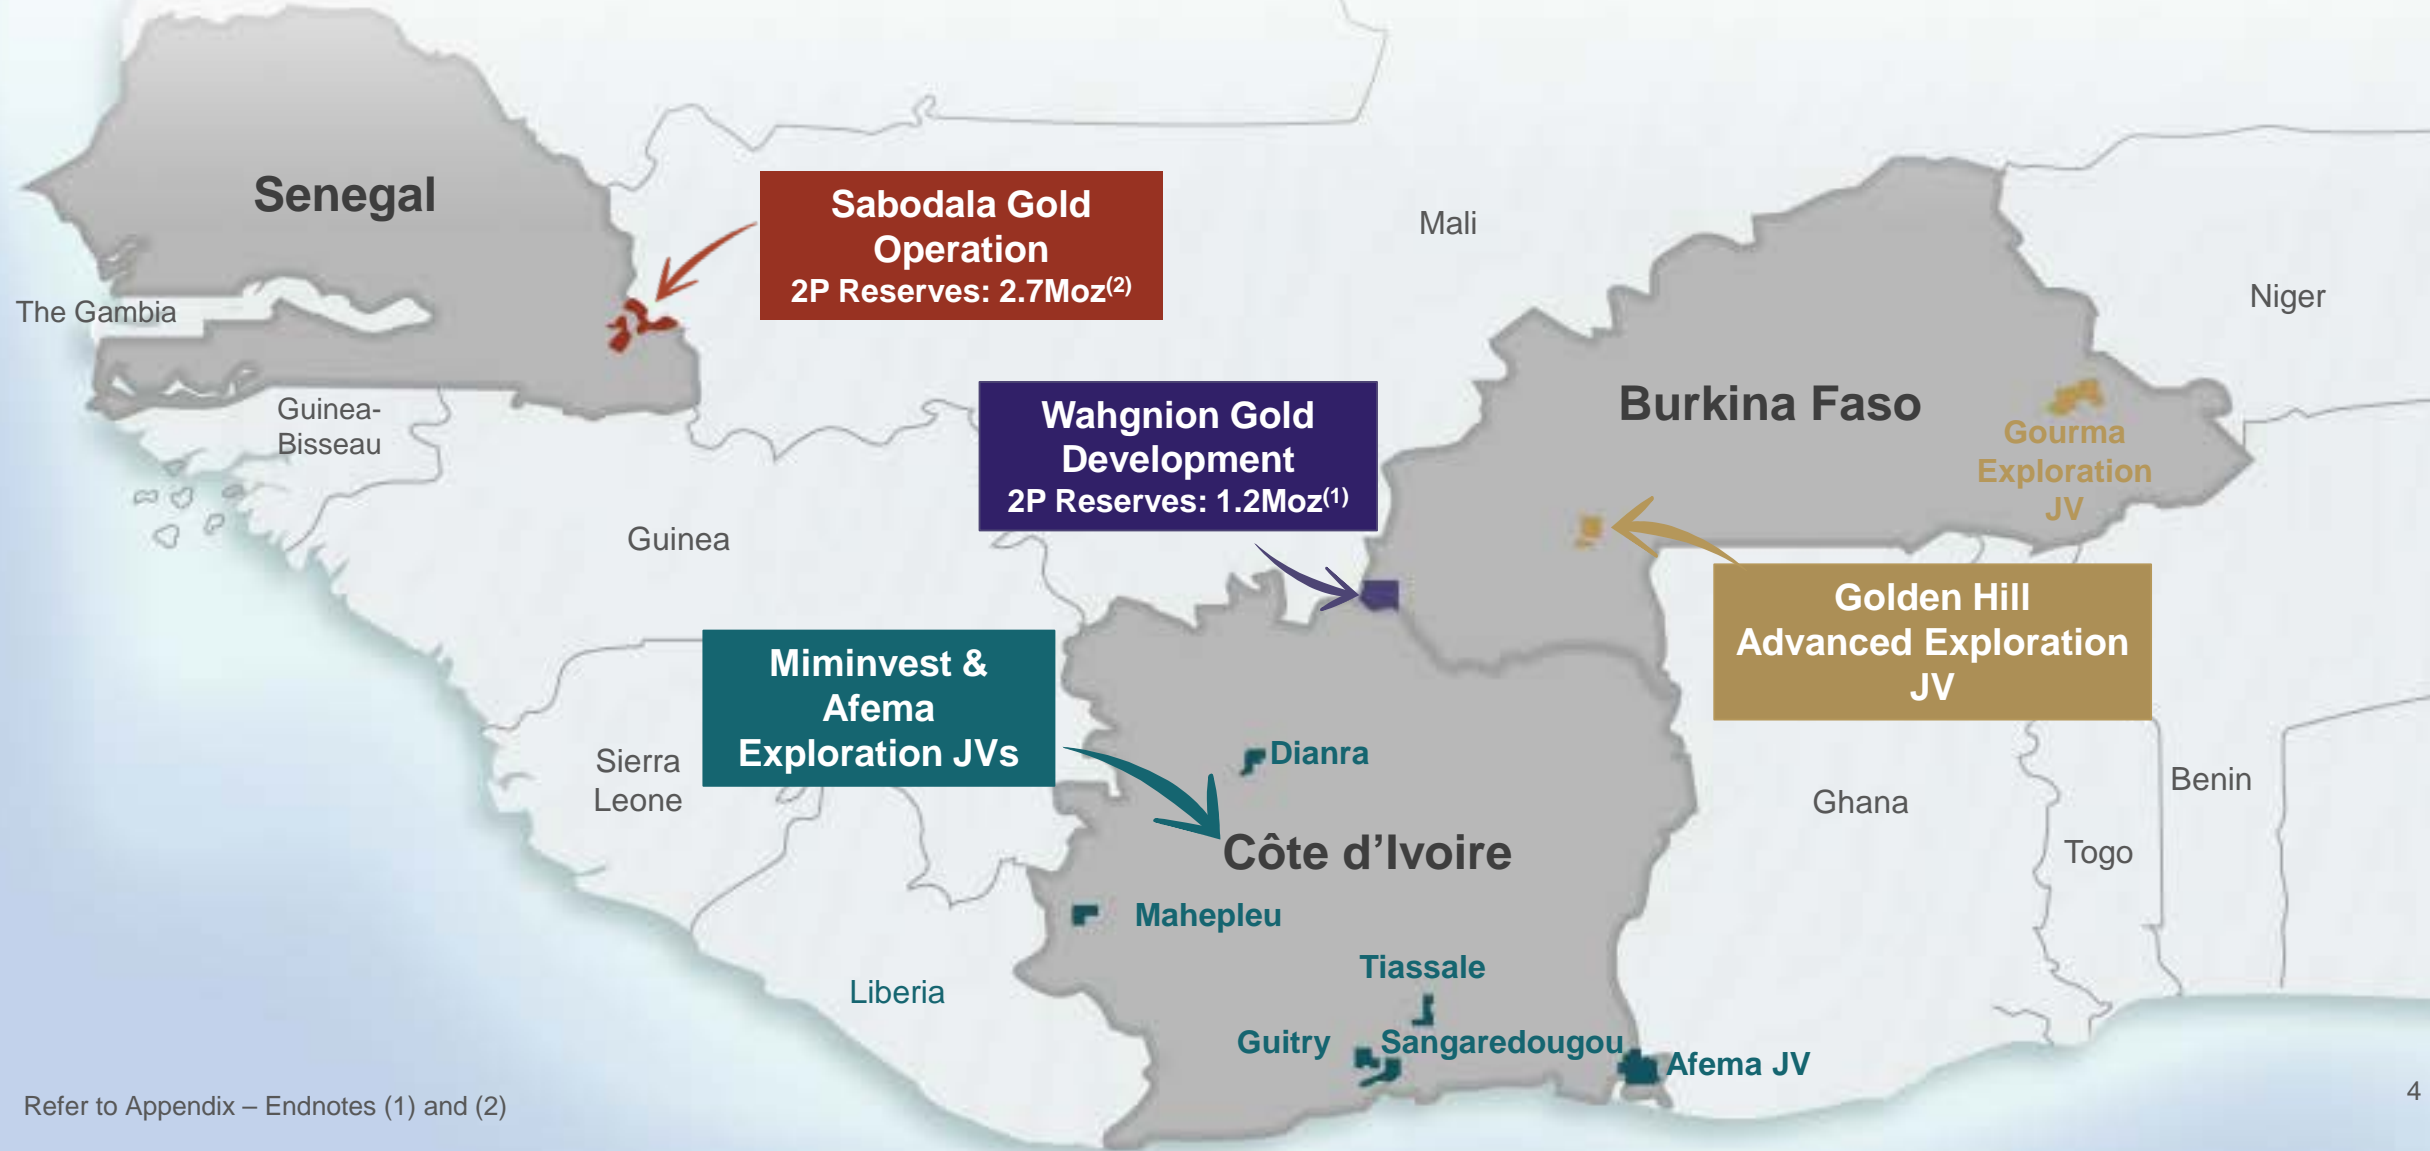 Senegal
Sabodala Gold
Operation
2P Reserves: 2.7Moz(2)
Mali
Niger
The Gambia
Guinea-
Bisseau
Wahgnion Gold
Development
2P Reserves: 1.2Moz(1)
Burkina Faso
Gourma
Exploration
JV
Guinea
Golden Hill
Advanced Exploration
JV
Miminvest &
Afema
Exploration JVs
Sierra
Leone
Dianra
Côte d’Ivoire
Ghana
Benin
Togo
Mahepleu
Liberia
Tiassale
Guitry
Sangaredougou
Afema JV
Refer to Appendix – Endnotes (1) and (2)
4